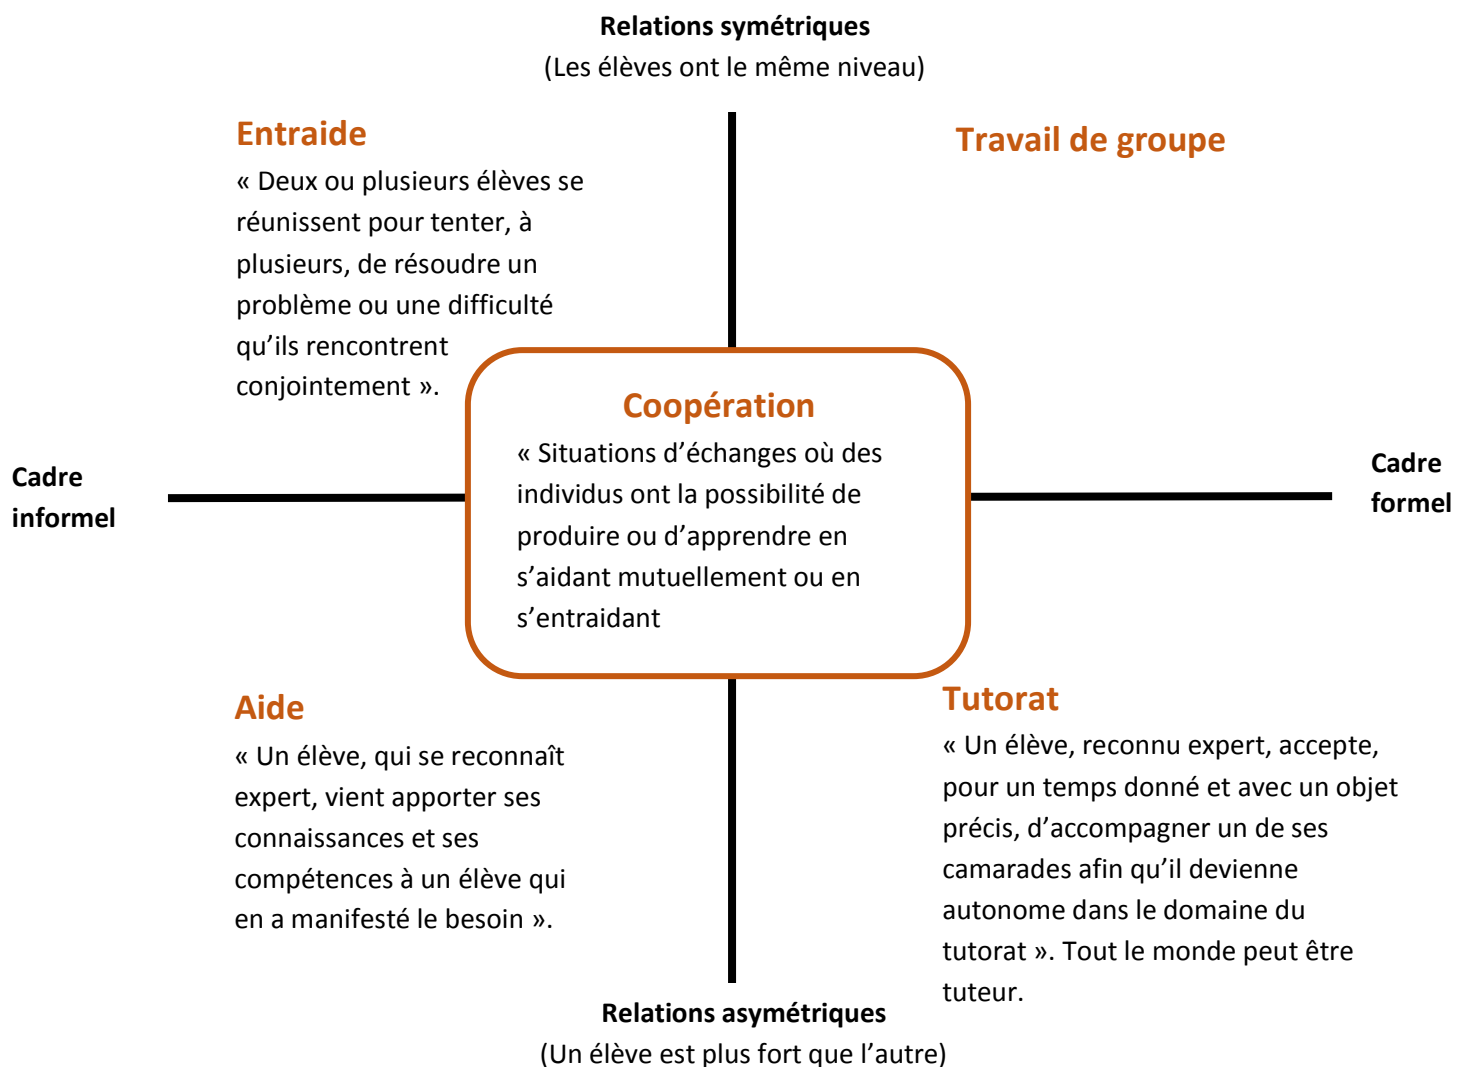 Relations symétriques
(Les élèves ont le même niveau)
Entraide
« Deux ou plusieurs élèves se
réunissent pour tenter, à
plusieurs, de résoudre un
problème ou une difficulté
qu’ils rencontrent
conjointement ».
Travail de groupe
Coopération
« Situations d’échanges où des
individus ont la possibilité de
produire ou d’apprendre en
s’aidant mutuellement ou en
s’entraidant
Cadre
informel
Cadre
formel
Aide
« Un élève, qui se reconnaît
expert, vient apporter ses
connaissances et ses
compétences à un élève qui
en a manifesté le besoin ».
Tutorat
« Un élève, reconnu expert, accepte,
pour un temps donné et avec un objet
précis, d’accompagner un de ses
camarades afin qu’il devienne
autonome dans le domaine du
tutorat ». Tout le monde peut être
tuteur.
Relations asymétriques
(Un élève est plus fort que l’autre)